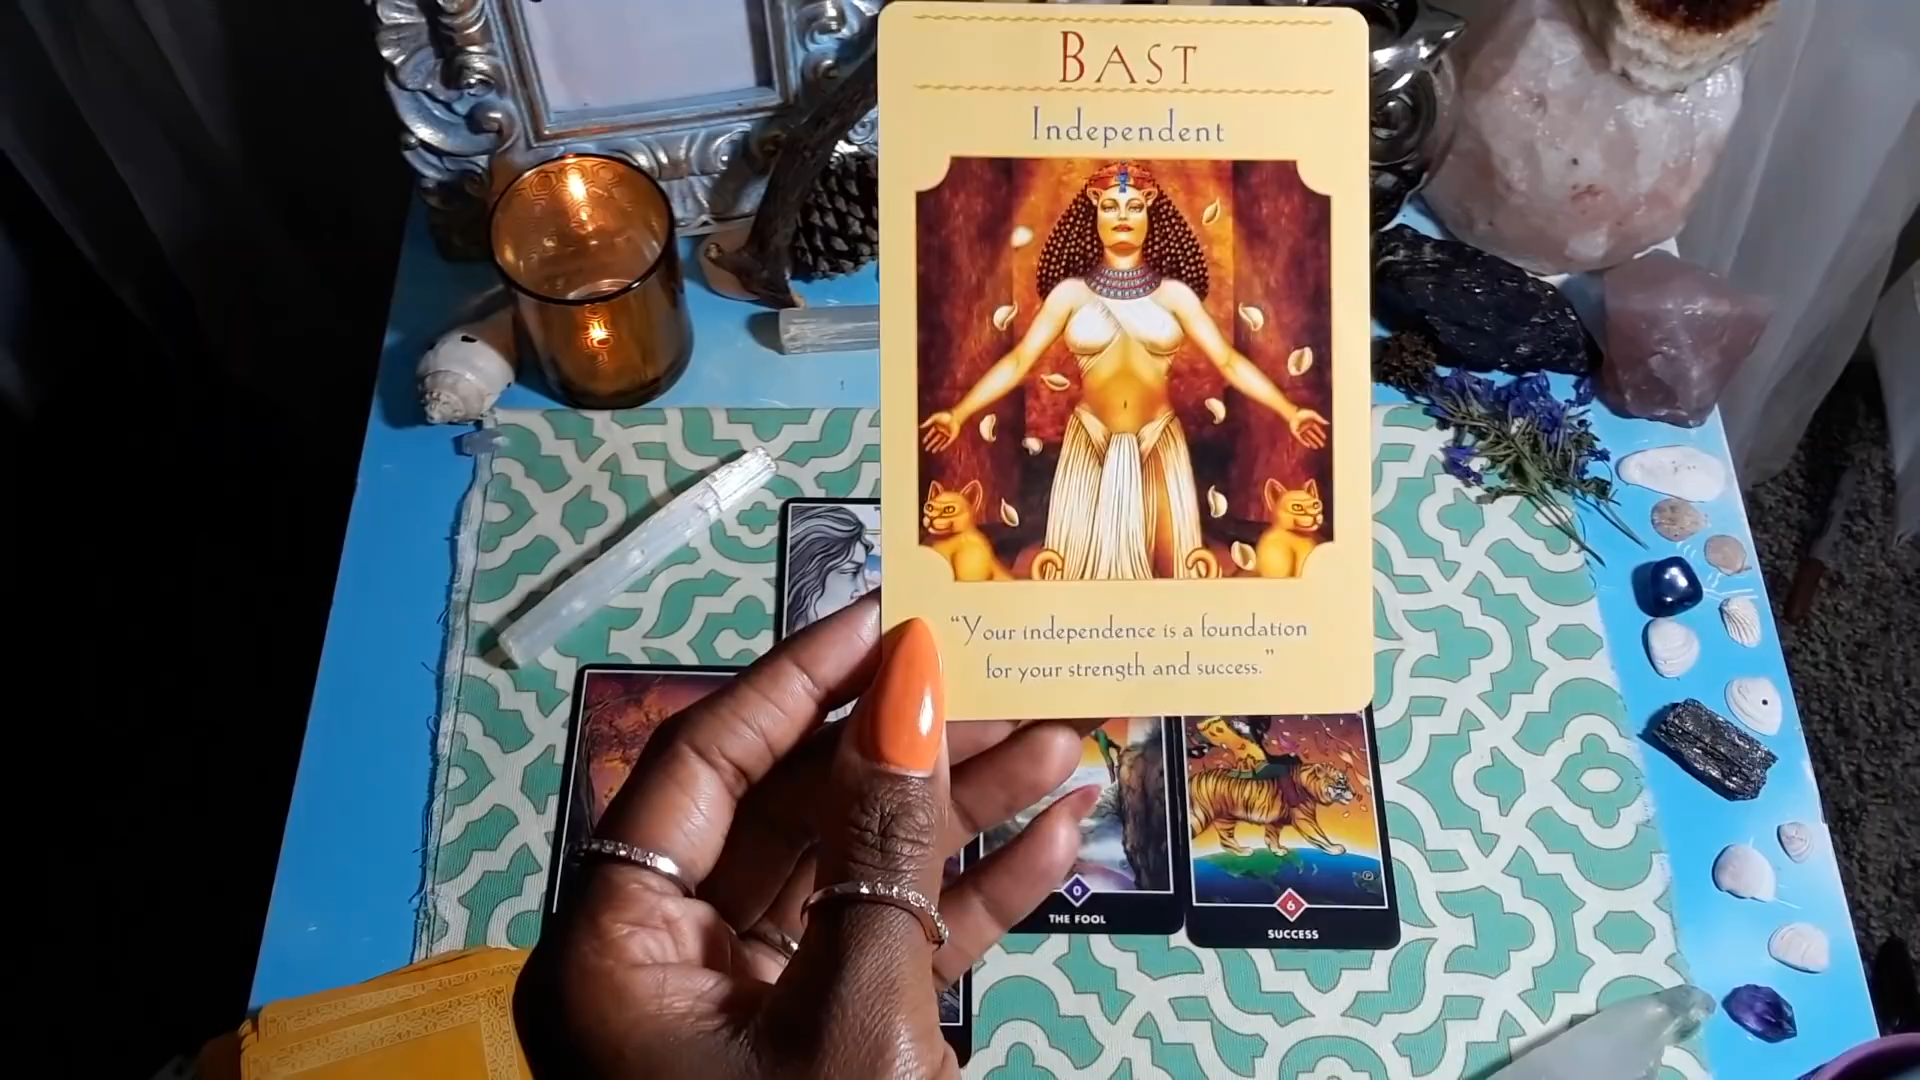 BAST
Independent
“Your independence is a foundation
for your strength and success.”
0
THE FOOL
6
SUCCESS